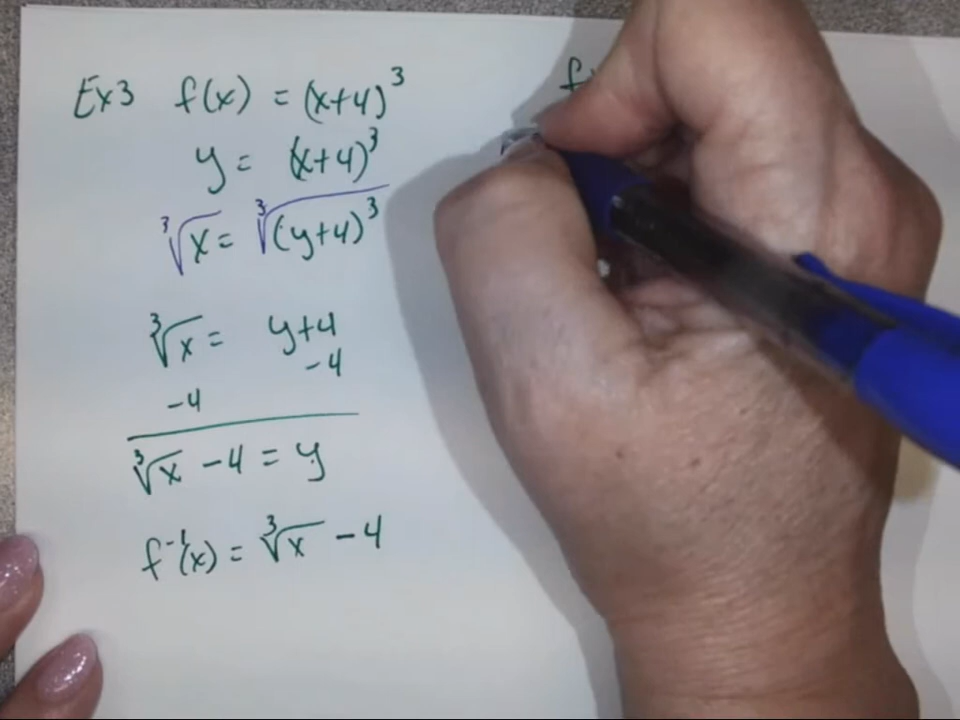 Ex3 f(x) = (x+4)³
y = (x+4)³
∛x = ∛(y+4)³
∛x = y+4
-4
-4
∛x -4 = y
f⁻¹(x) = ∛x -4